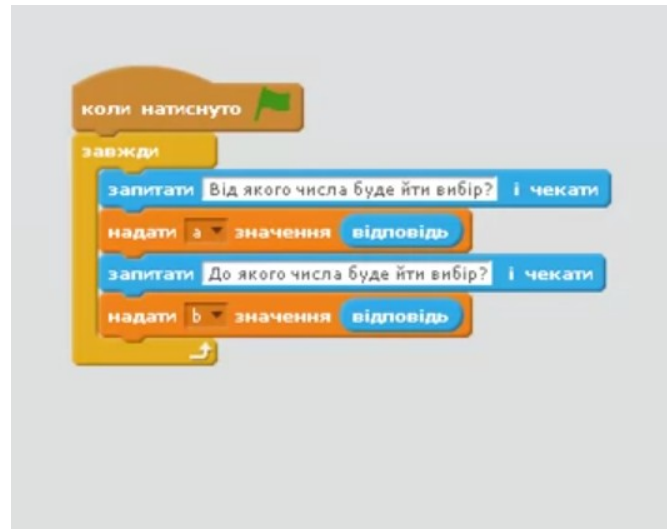 коли натиснуто
завжди
запитати Від якого числа буде йти вибір? і чекати
надати a значення відповідь
запитати До якого числа буде йти вибір? і чекати
надати b значення відповідь